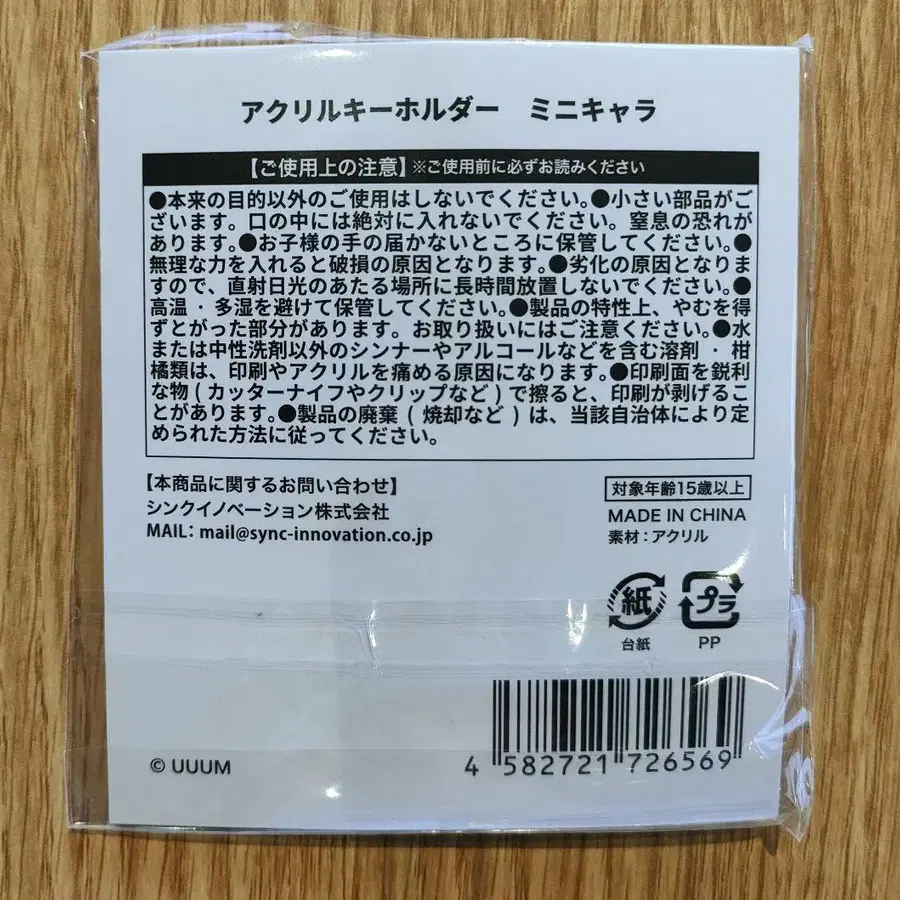 アクリルキーホルダー　ミニキャラ
【ご使用上の注意】※ご使用前に必ずお読みください
●本来の目的以外のご使用はしないでください。●小さい部品がご
ざいます。口の中には絶対に入れないでください。窒息の恐れが
あります。●お子様の手の届かないところに保管してください。●
無理な力を入れると破損の原因となります。●劣化の原因となりま
すので、直射日光のあたる場所に長時間放置しないでください。●
高温・多湿を避けて保管してください。●製品の特性上、やむを得
ずとがった部分があります。お取り扱いにはご注意ください。●水
または中性洗剤以外のシンナーやアルコールなどを含む溶剤・柑
橘類は、印刷やアクリルを痛める原因になります。●印刷面を鋭利
な物(カッターナイフやクリップなど)で擦ると、印刷が剥げるこ
とがあります。●製品の廃棄(焼却など)は、当該自治体により定
められた方法に従ってください。
【本商品に関するお問い合わせ】
シンクイノベーション株式会社
MAIL: mail@sync-innovation.co.jp
対象年齢15歳以上
MADE IN CHINA
素材：アクリル
紙
台紙
プラ
PP
© UUUM
4 582721 726569